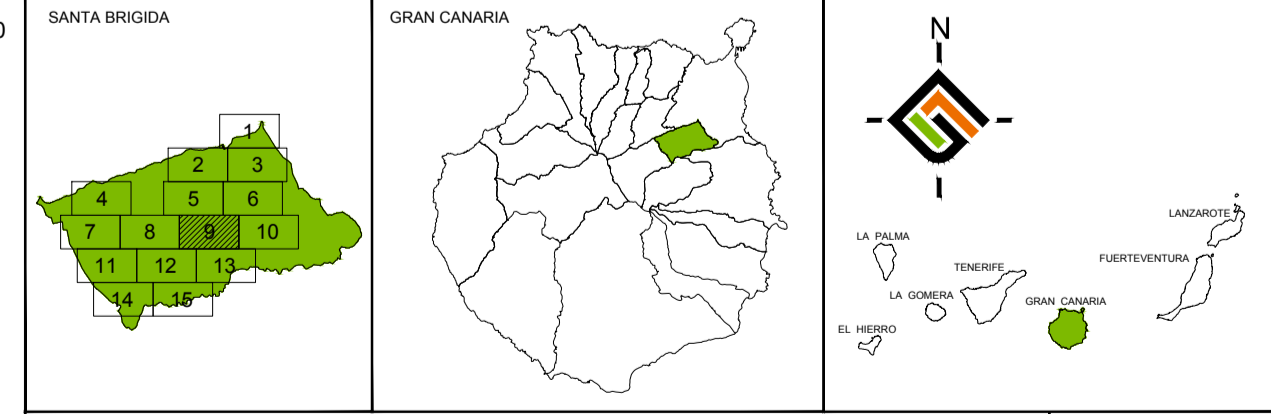 0
SANTA BRIGIDA
1
2 3
4 5 6
7 8 9 10
11 12 13
14 15
GRAN CANARIA
N
LANZAROTE
LA PALMA
FUERTEVENTURA
TENERIFE
LA GOMERA
GRAN CANARIA
EL HIERRO